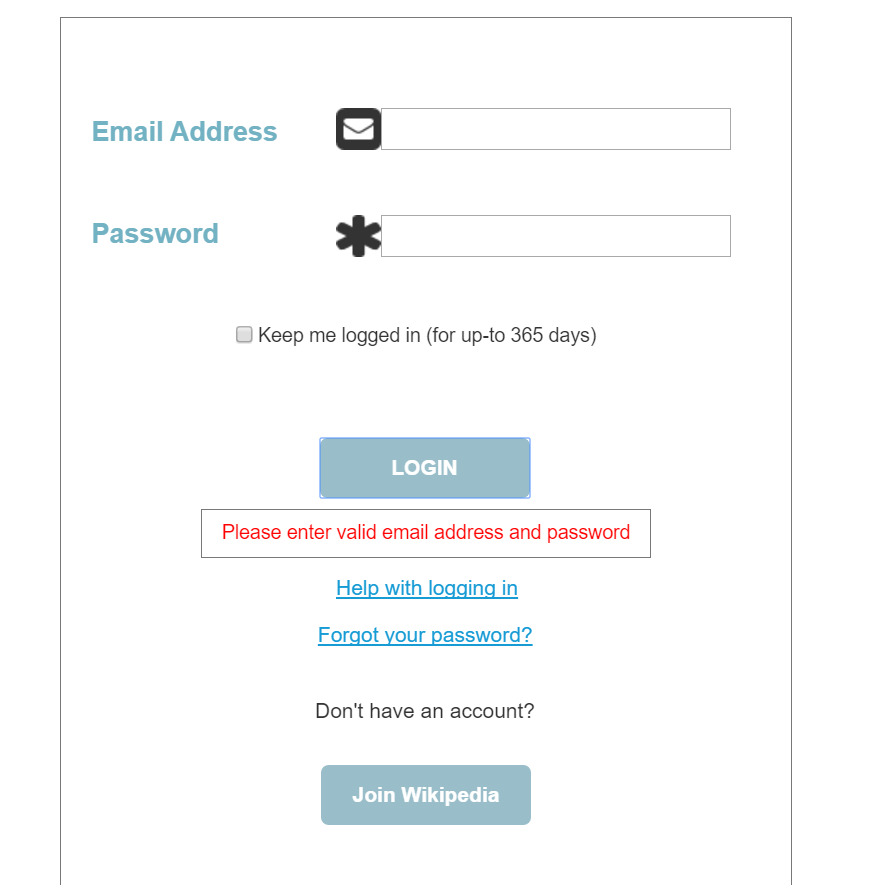 Email Address
Password
Keep me logged in (for up-to 365 days)
LOGIN
Please enter valid email address and password
Help with logging in
Forgot your password?
Don't have an account?
Join Wikipedia